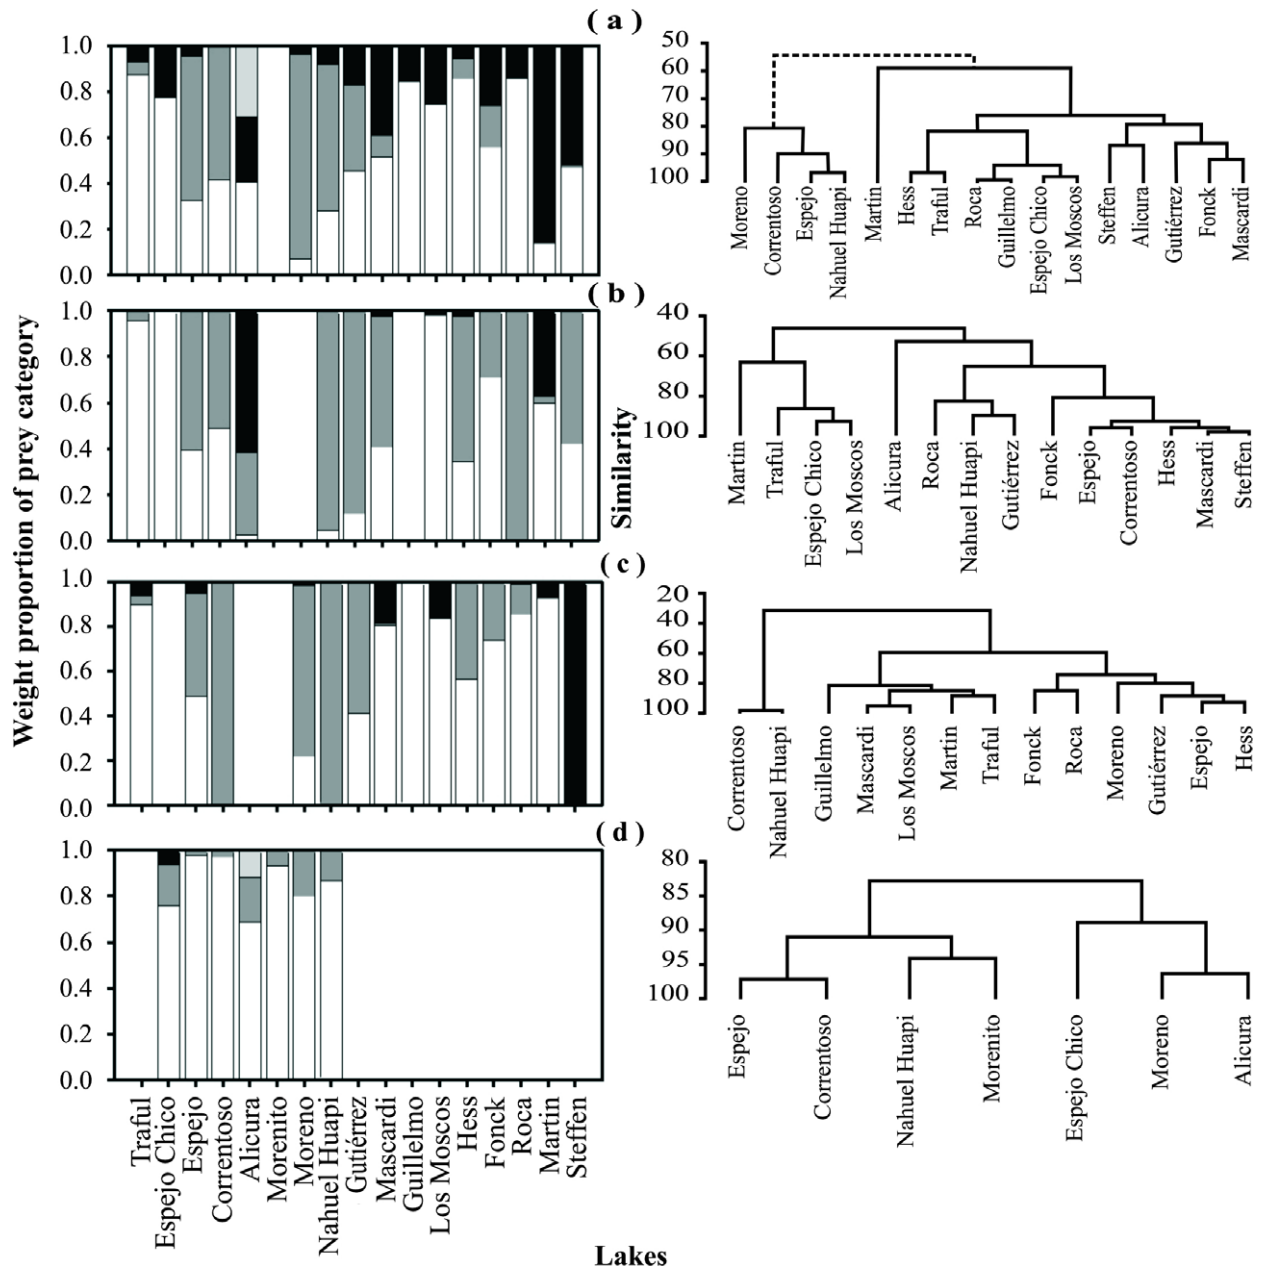 ( a )
1.0
0.8
0.6
0.4
0.2
0.0
50
60
70
80
90
100
Moreno
Correntoso
Espejo
Nahuel Huapi
Martin
Hess
Traful
Roca
Guillelmo
Espejo Chico
Los Moscos
Steffen
Alicura
Gutiérrez
Fonck
Mascardi
( b )
1.0
0.8
0.6
0.4
0.2
0.0
40
60
80
100
Martin
Traful
Espejo Chico
Los Moscos
Alicura
Roca
Nahuel Huapi
Gutiérrez
Fonck
Espejo
Correntoso
Hess
Mascardi
Steffen
Weight proportion of prey category
Similarity
( c )
1.0
0.8
0.6
0.4
0.2
0.0
20
40
60
80
100
Correntoso
Nahuel Huapi
Guillelmo
Mascardi
Los Moscos
Martin
Traful
Fonck
Roca
Moreno
Gutiérrez
Espejo
Hess
( d )
1.0
0.8
0.6
0.4
0.2
0.0
80
85
90
95
100
Espejo
Correntoso
Nahuel Huapi
Morenito
Espejo Chico
Moreno
Alicura
Traful
Espejo Chico
Espejo
Correntoso
Alicura
Morenito
Moreno
Nahuel Huapi
Gutiérrez
Mascardi
Guillelmo
Los Moscos
Hess
Fonck
Roca
Martin
Steffen
Lakes